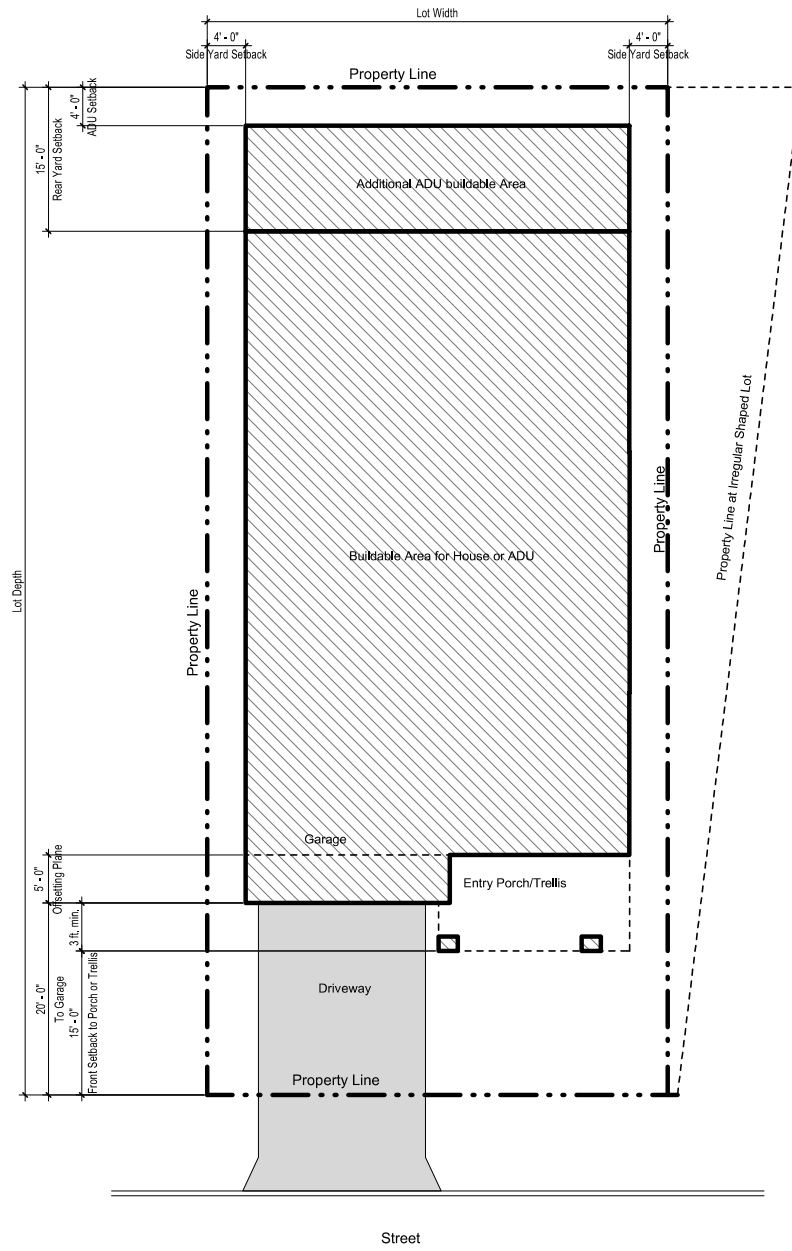 Lot Width
4' - 0"
Side Yard Setback
4' - 0"
Side Yard Setback
Property Line
4' - 0"
ADU Setback
15' - 0"
Rear Yard Setback
Additional ADU buildable Area
Property Line at Irregular Shaped Lot
Property Line
Buildable Area for House or ADU
Lot Depth
Property Line
Garage
5' - 0"
Offsetting Plane
Entry Porch/Trellis
3 ft. min.
Driveway
20' - 0"
To Garage
15' - 0"
Front Setback to Porch or Trellis
Property Line
Street